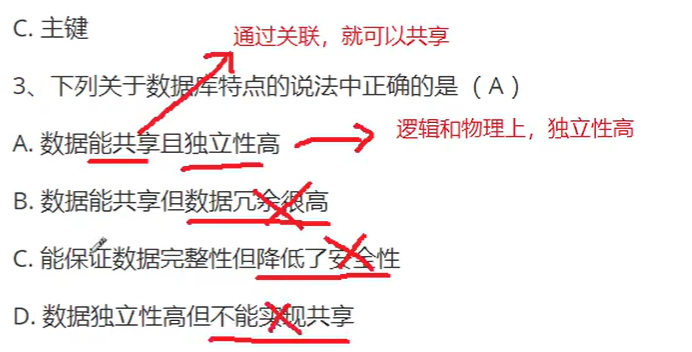 C. 主键
通过关联，就可以共享
3、下列关于数据库特点的说法中正确的是（A）
A. 数据能共享且独立性高
逻辑和物理上，独立性高
B. 数据能共享但数据冗余很高
C. 能保证数据完整性但降低了安全性
D. 数据独立性高但不能实现共享